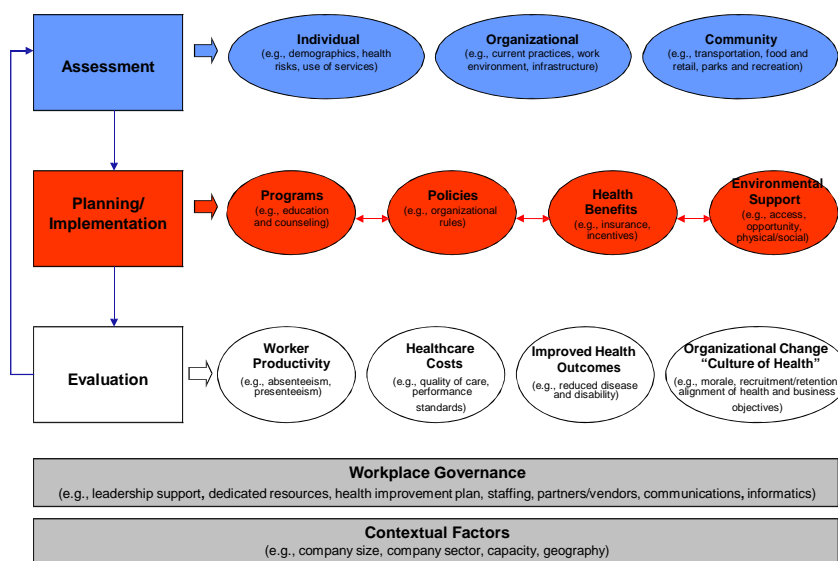 Assessment
Individual
(e.g., demographics, health
risks, use of services)
Organizational
(e.g., current practices, work
environment, infrastructure)
Community
(e.g., transportation, food and
retail, parks and recreation)
Planning/
Implementation
Programs
(e.g., education
and counseling)
Policies
(e.g., organizational
rules)
Health
Benefits
(e.g., insurance,
incentives)
Environmental
Support
(e.g., access,
opportunity,
physical/social)
Evaluation
Worker
Productivity
(e.g., absenteeism,
presenteeism)
Healthcare
Costs
(e.g., quality of care,
performance
standards)
Improved Health
Outcomes
(e.g., reduced disease
and disability)
Organizational Change
“Culture of Health”
(e.g., morale, recruitment/retention,
alignment of health and business
objectives)
Workplace Governance
(e.g., leadership support, dedicated resources, health improvement plan, staffing, partners/vendors, communications, informatics)
Contextual Factors
(e.g., company size, company sector, capacity, geography)